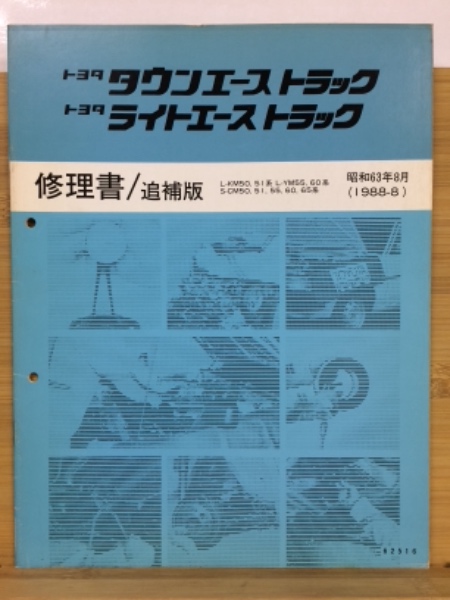 トヨタ タウンエース トラック
トヨタ ライトエース トラック
修理書/追補版
L-KM50, 51系 L-YM55, 60系
S-CM50, 51, 55, 60, 65系
昭和63年8月
(1988-8)
62516